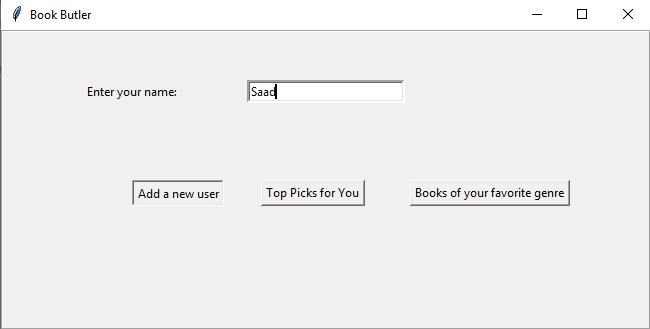 Book Butler
Enter your name: Saad
Add a new user Top Picks for You Books of your favorite genre